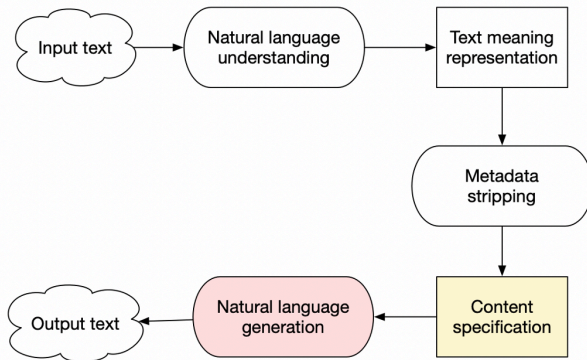 Input text
Natural language
understanding
Text meaning
representation
Metadata
stripping
Content
specification
Natural language
generation
Output text